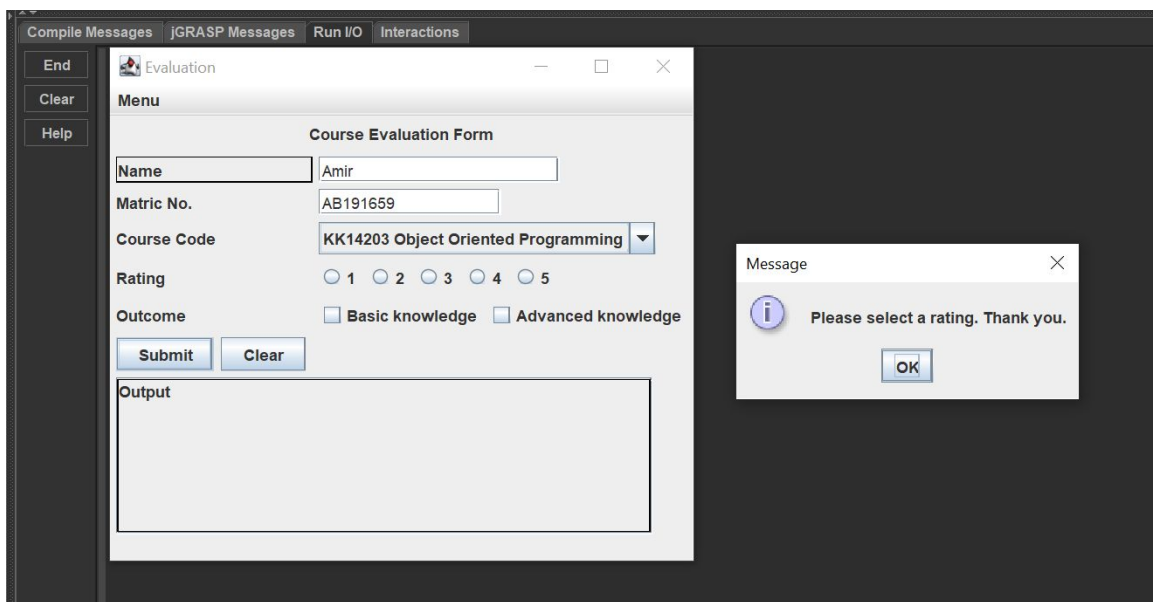 Compile Messages jGRASP Messages Run I/O Interactions
End
Clear
Help
Evaluation
Menu
Course Evaluation Form
Name Amir
Matric No. AB191659
Course Code KK14203 Object Oriented Programming
Rating 1 2 3 4 5
Outcome Basic knowledge Advanced knowledge
Submit Clear
Output
Message
Please select a rating. Thank you.
OK